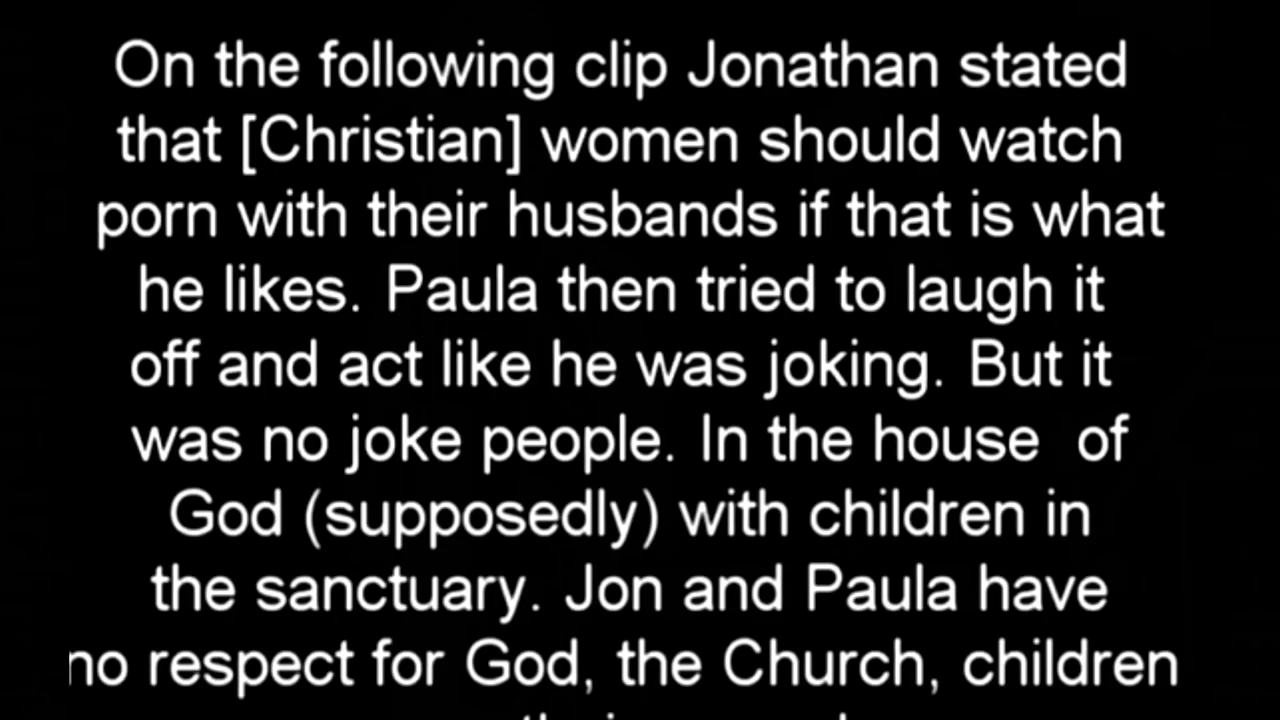 On the following clip Jonathan stated
that [Christian] women should watch
porn with their husbands if that is what
he likes. Paula then tried to laugh it
off and act like he was joking. But it
was no joke people. In the house  of
God (supposedly) with children in
the sanctuary. Jon and Paula have
no respect for God, the Church, children